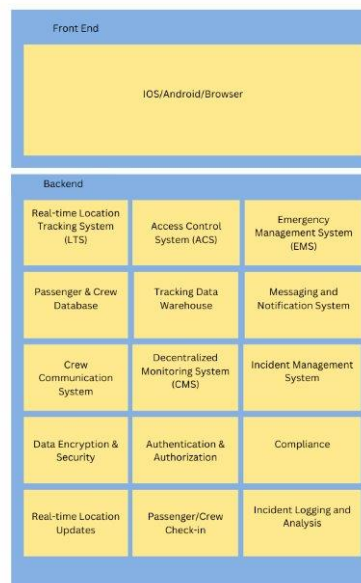 Front End
IOS/Android/Browser
Backend
Real-time Location
Tracking System
(LTS)
Access Control
System (ACS)
Emergency
Management System
(EMS)
Passenger & Crew
Database
Tracking Data
Warehouse
Messaging and
Notification System
Crew
Communication
System
Decentralized
Monitoring System
(CMS)
Incident Management
System
Data Encryption &
Security
Authentication &
Authorization
Compliance
Real-time Location
Updates
Passenger/Crew
Check-in
Incident Logging and
Analysis